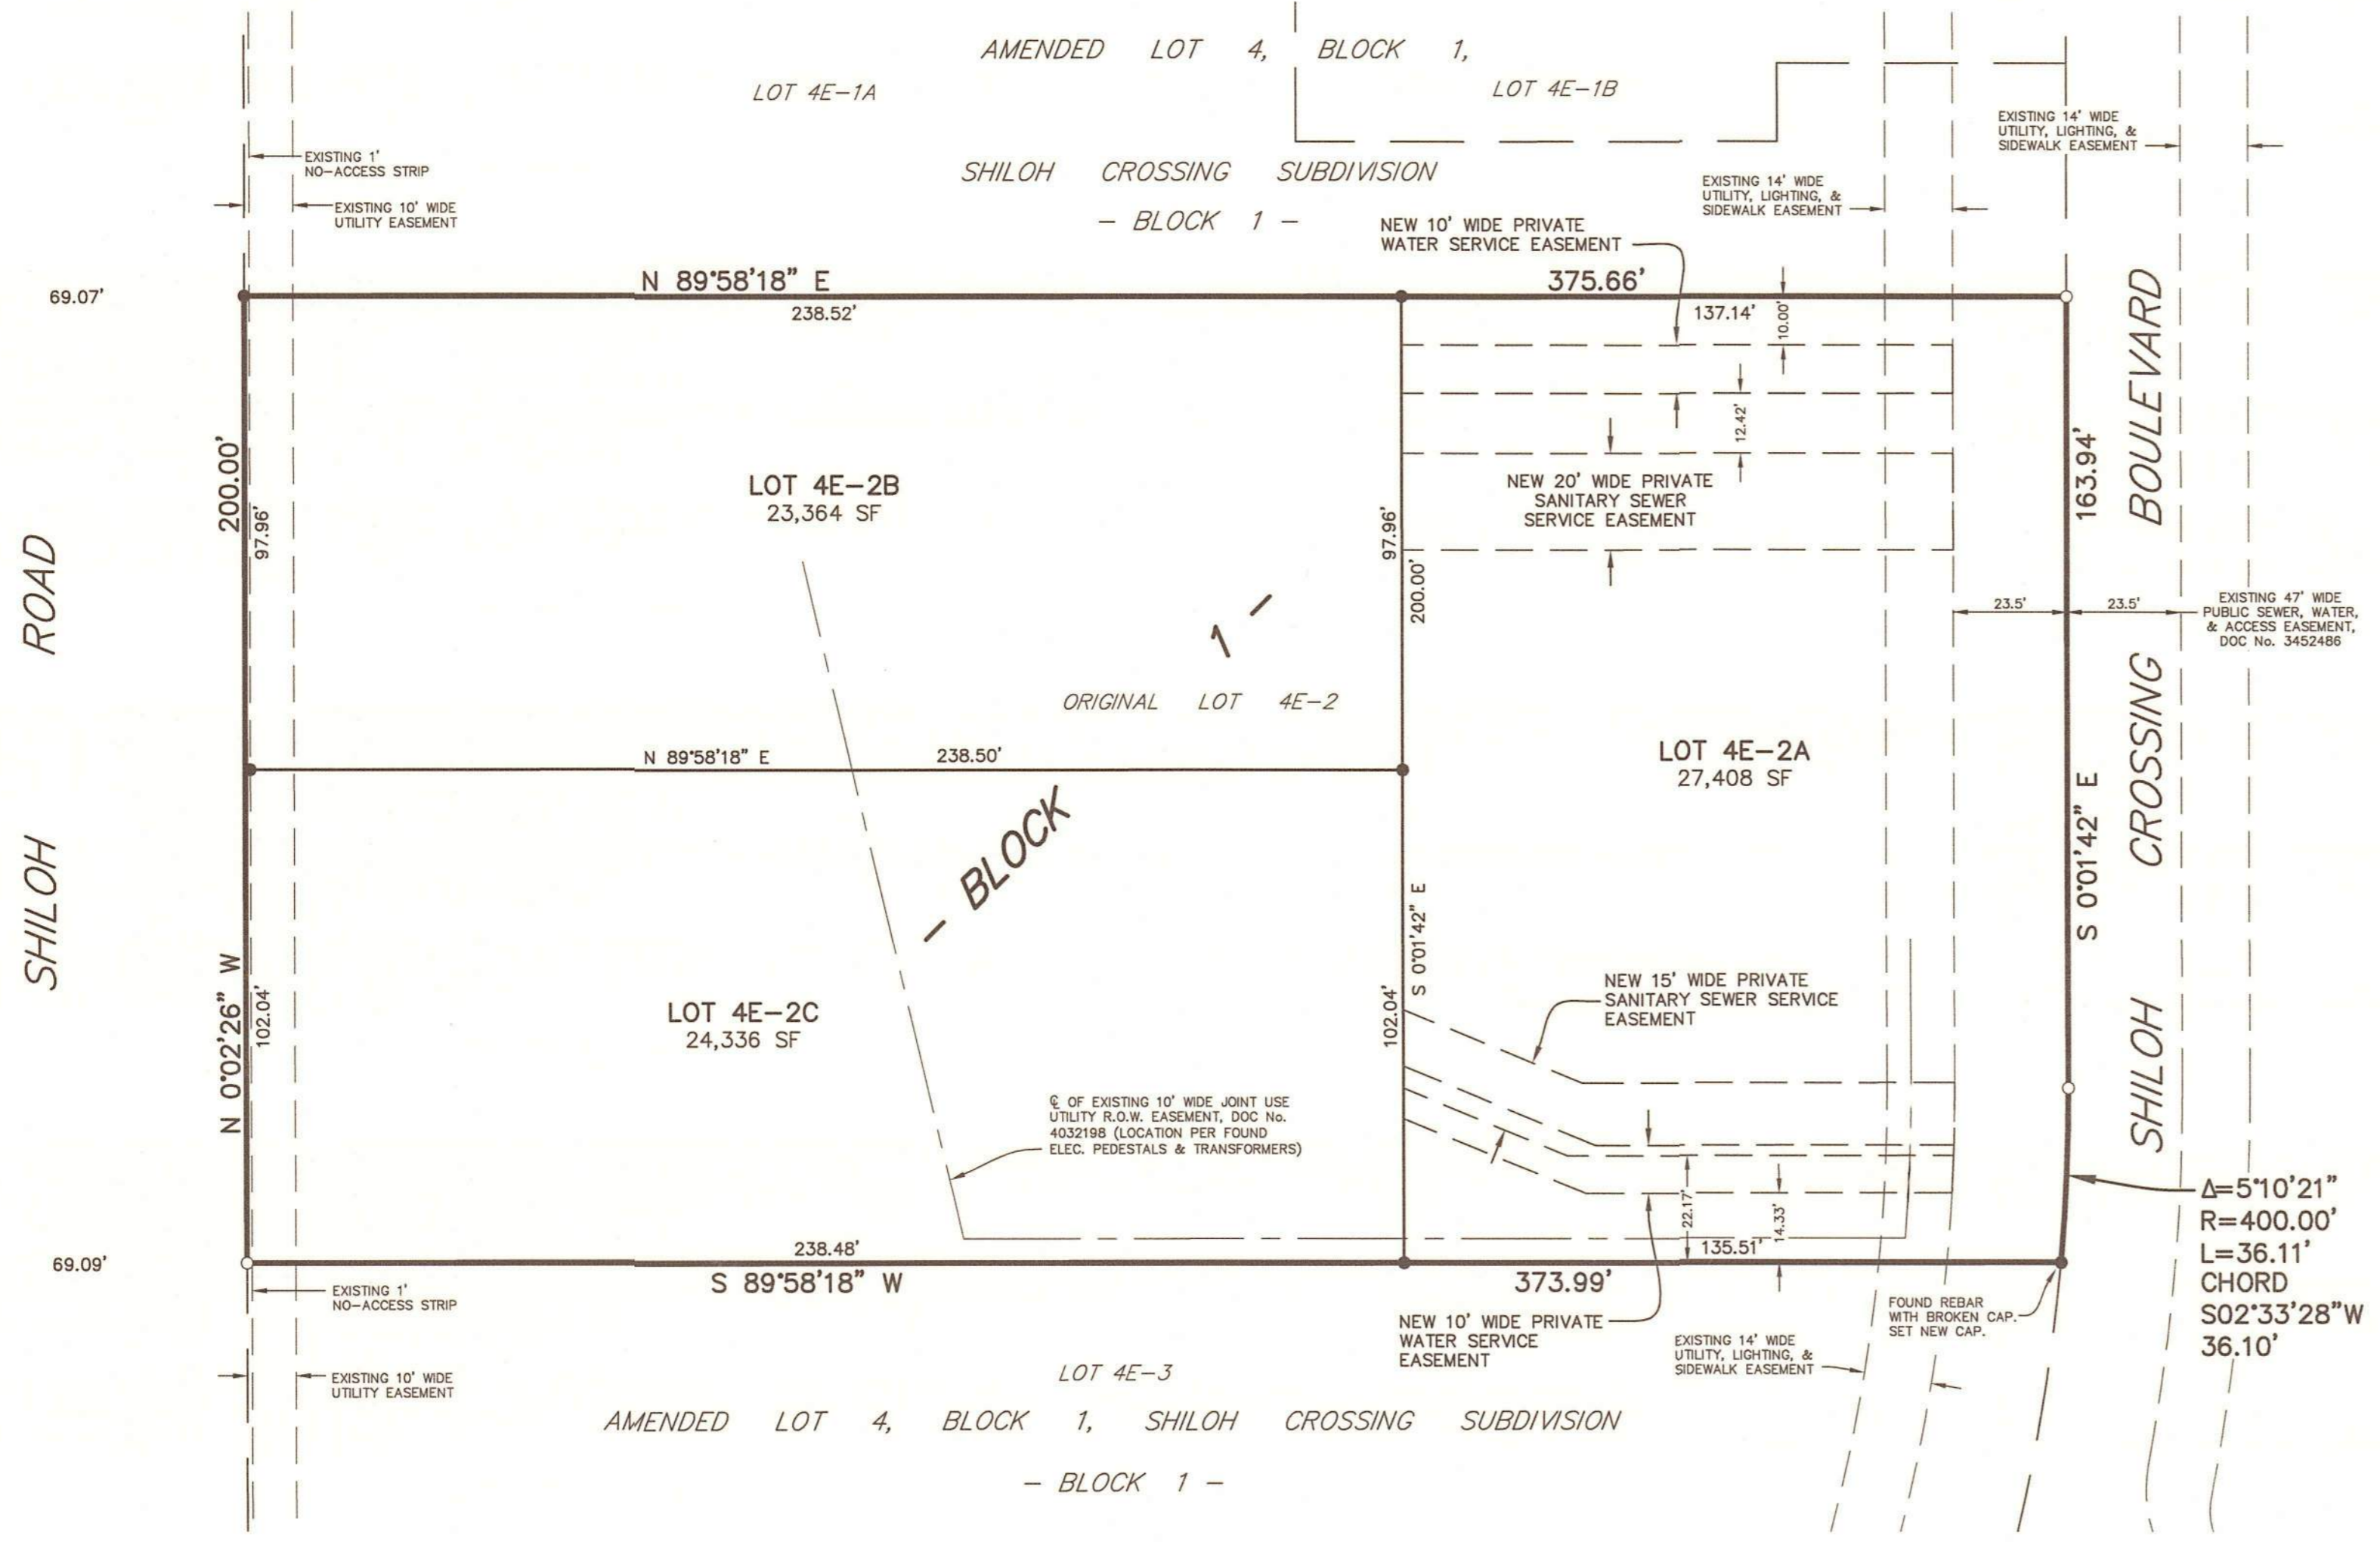 AMENDED LOT 4, BLOCK 1,
LOT 4E-1A
LOT 4E-1B
EXISTING 14' WIDE
UTILITY, LIGHTING, &
SIDEWALK EASEMENT
EXISTING 1'
NO-ACCESS STRIP
SHILOH CROSSING SUBDIVISION
EXISTING 14' WIDE
UTILITY, LIGHTING, &
SIDEWALK EASEMENT
EXISTING 10' WIDE
UTILITY EASEMENT
- BLOCK 1 -
NEW 10' WIDE PRIVATE
WATER SERVICE EASEMENT
69.07'
N 89°58'18" E
375.66'
238.52'
137.14'
10.00'
12.42'
200.00'
97.96'
LOT 4E-2B
23,364 SF
NEW 20' WIDE PRIVATE
SANITARY SEWER
SERVICE EASEMENT
97.96'
200.00'
163.94'
SHILOH CROSSING BOULEVARD
SHILOH ROAD
23.5'
23.5'
EXISTING 47' WIDE
PUBLIC SEWER, WATER,
& ACCESS EASEMENT,
DOC No. 3452486
- BLOCK 1 -
ORIGINAL LOT 4E-2
N 89°58'18" E
238.50'
LOT 4E-2A
27,408 SF
S 0°01'42" E
S 0°01'42" E
N 0°02'26" W
102.04'
LOT 4E-2C
24,336 SF
102.04'
NEW 15' WIDE PRIVATE
SANITARY SEWER SERVICE
EASEMENT
℄ OF EXISTING 10' WIDE JOINT USE
UTILITY R.O.W. EASEMENT, DOC No.
4032198 (LOCATION PER FOUND
ELEC. PEDESTALS & TRANSFORMERS)
22.17'
14.33'
Δ=5°10'21"
R=400.00'
L=36.11'
CHORD
S02°33'28"W
36.10'
69.09'
238.48'
135.51'
S 89°58'18" W
373.99'
EXISTING 1'
NO-ACCESS STRIP
FOUND REBAR
WITH BROKEN CAP.
SET NEW CAP.
NEW 10' WIDE PRIVATE
WATER SERVICE
EASEMENT
EXISTING 14' WIDE
UTILITY, LIGHTING, &
SIDEWALK EASEMENT
EXISTING 10' WIDE
UTILITY EASEMENT
LOT 4E-3
AMENDED LOT 4, BLOCK 1, SHILOH CROSSING SUBDIVISION
- BLOCK 1 -